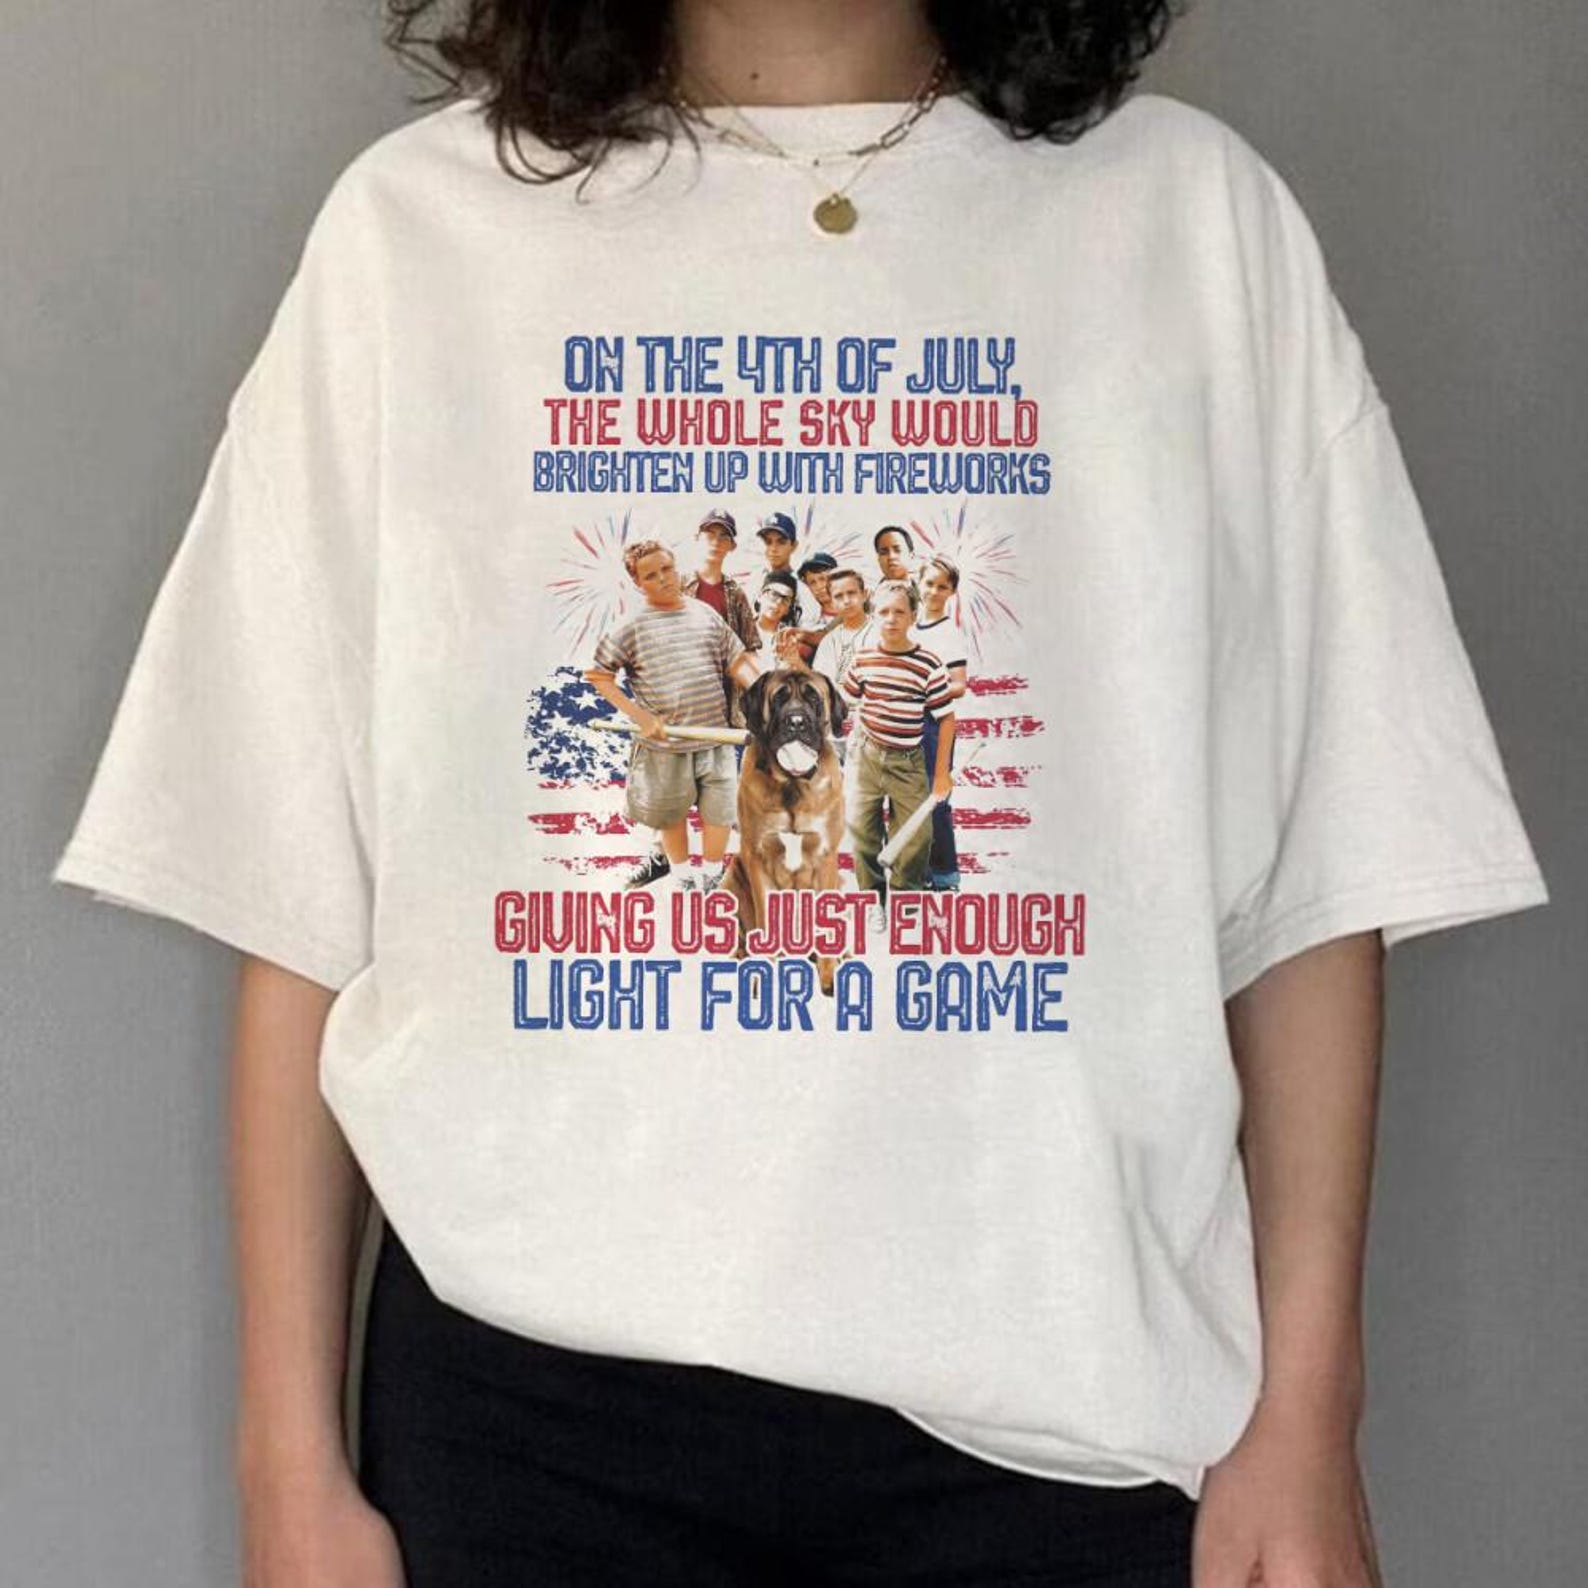 ON THE 4TH OF JULY,
THE WHOLE SKY WOULD
BRIGHTEN UP WITH FIREWORKS
GIVING US JUST ENOUGH
LIGHT FOR A GAME